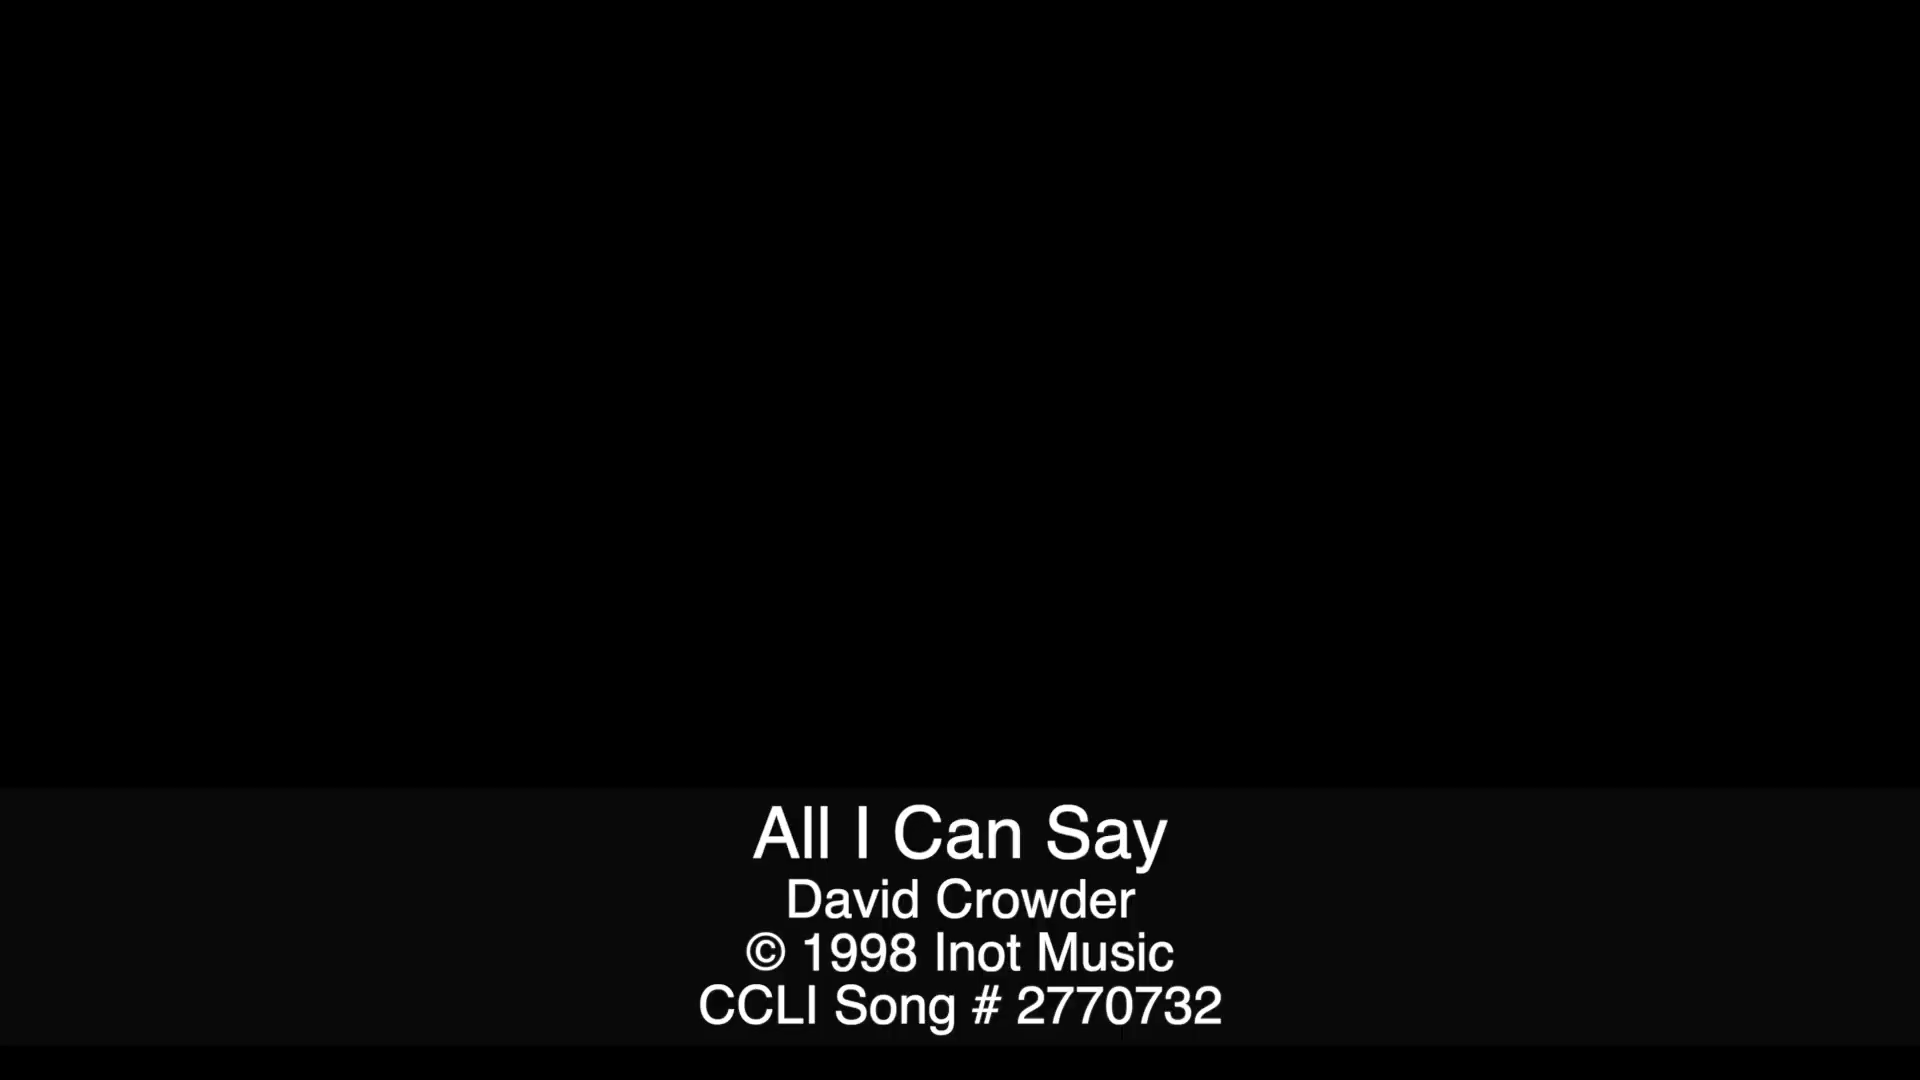 All I Can Say
David Crowder
© 1998 Inot Music
CCLI Song # 2770732